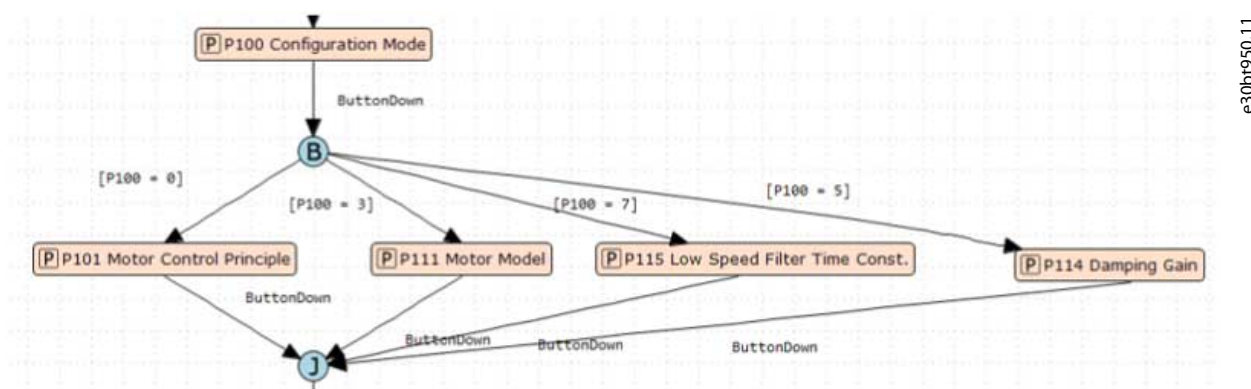 P P100 Configuration Mode
ButtonDown
B
[P100 = 0]
[P100 = 3]
[P100 = 7]
[P100 = 5]
P P101 Motor Control Principle
P P111 Motor Model
P P115 Low Speed Filter Time Const.
P P114 Damping Gain
ButtonDown
ButtonDown
ButtonDown
ButtonDown
J
e30bt950.11